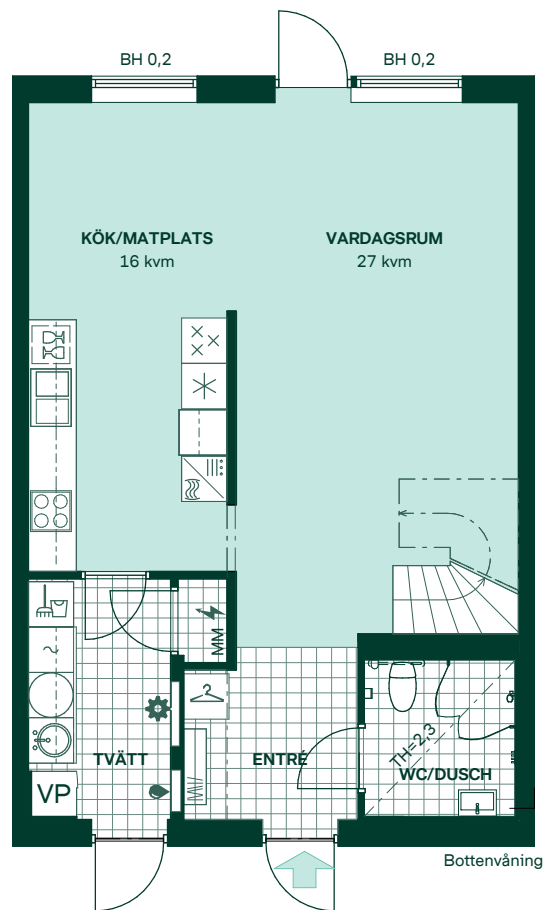 BH 0,2
BH 0,2
KÖK/MATPLATS
16 kvm
VARDAGSRUM
27 kvm
MM
2
TH=2,3
TVÄTT
ENTRÉ
WC/DUSCH
VP
Bottenvåning